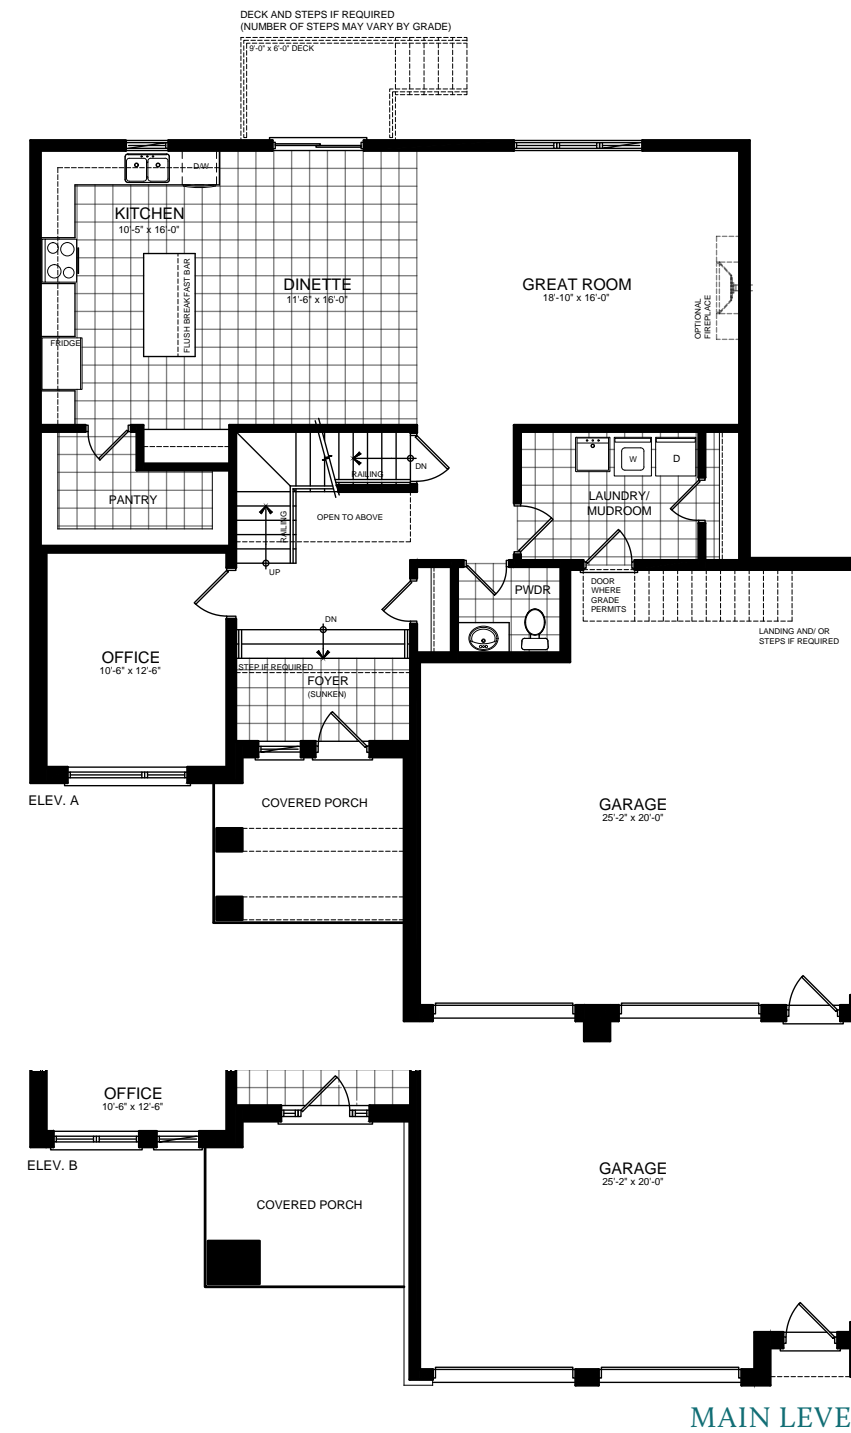 DECK AND STEPS IF REQUIRED
(NUMBER OF STEPS MAY VARY BY GRADE)
9'-0" x 6'-0" DECK
D/W
KITCHEN
10'-5" x 16'-0"
FLUSH BREAKFAST BAR
DINETTE
11'-6" x 16'-0"
GREAT ROOM
18'-10" x 16'-0"
OPTIONAL
FIREPLACE
FRIDGE
PANTRY
RAILING
DN
W
D
LAUNDRY/
MUDROOM
OPEN TO ABOVE
RAILING
UP
PWDR
DOOR
WHERE
GRADE
PERMITS
LANDING AND/ OR
STEPS IF REQUIRED
DN
OFFICE
10'-6" x 12'-6"
STEP IF REQUIRED
FOYER
(SUNKEN)
ELEV. A
COVERED PORCH
GARAGE
25'-2" x 20'-0"
OFFICE
10'-6" x 12'-6"
ELEV. B
COVERED PORCH
GARAGE
25'-2" x 20'-0"
MAIN LEVE